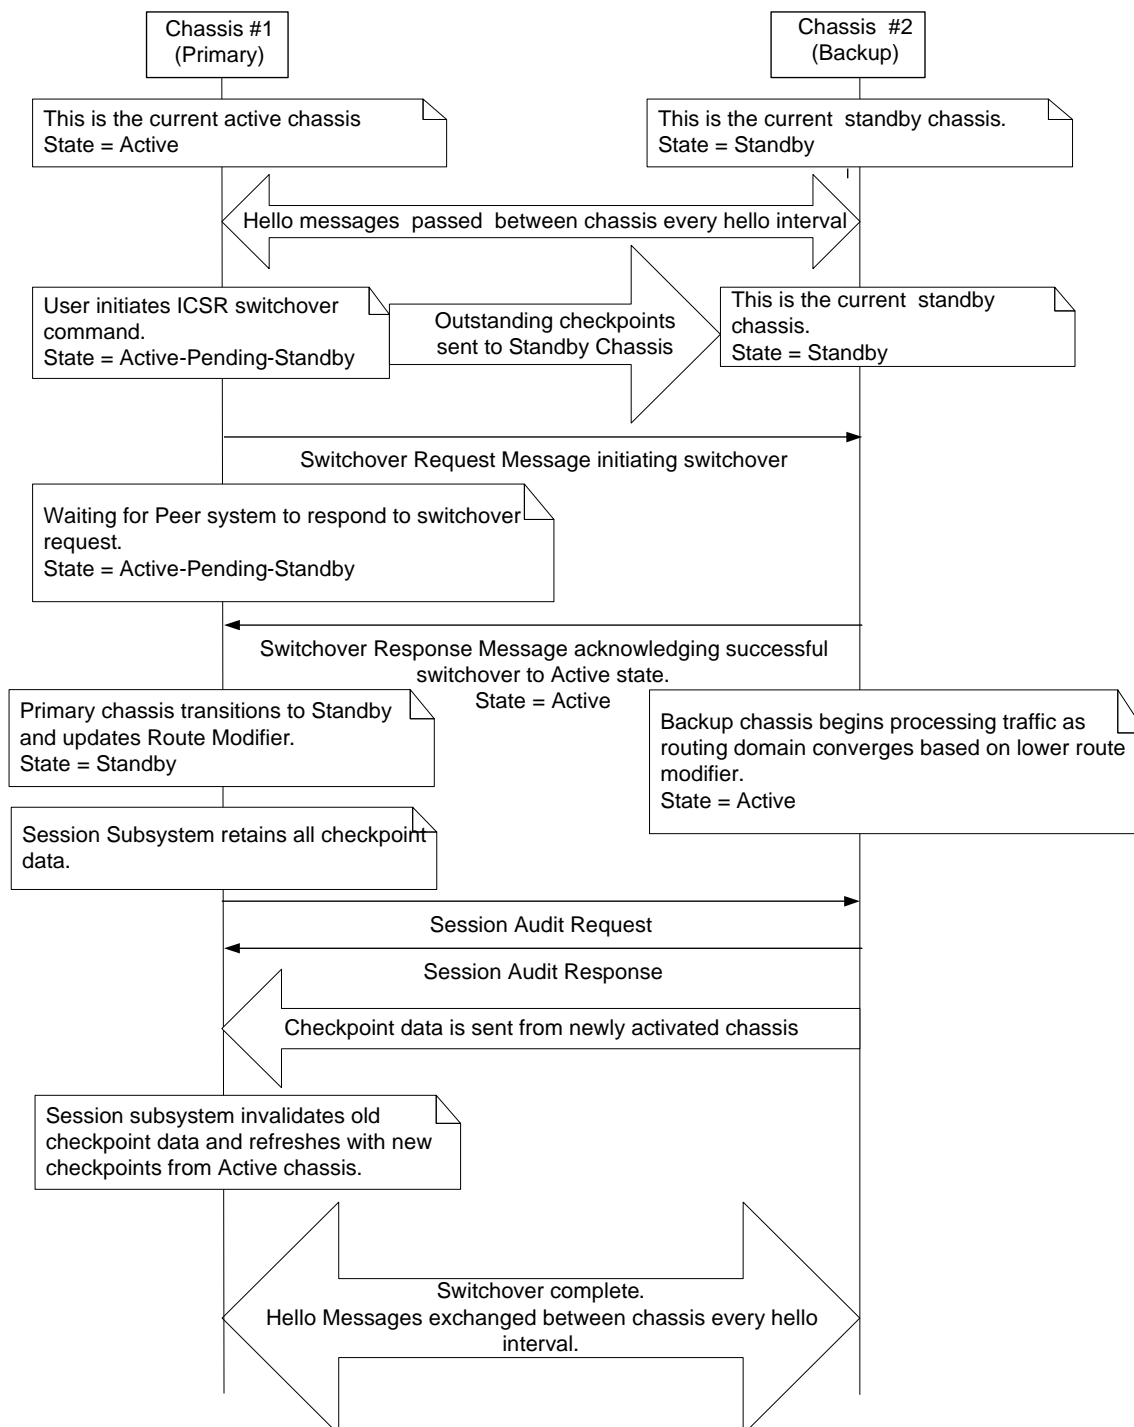 Chassis #1
(Primary)
Chassis #2
(Backup)
This is the current active chassis
State = Active
This is the current standby chassis.
State = Standby
Hello messages passed between chassis every hello interval
User initiates ICSR switchover
command.
State = Active-Pending-Standby
Outstanding checkpoints
sent to Standby Chassis
This is the current standby
chassis.
State = Standby
Switchover Request Message initiating switchover
Waiting for Peer system to respond to switchover
request.
State = Active-Pending-Standby
Switchover Response Message acknowledging successful
switchover to Active state.
State = Active
Primary chassis transitions to Standby
and updates Route Modifier.
State = Standby
Backup chassis begins processing traffic as
routing domain converges based on lower route
modifier.
State = Active
Session Subsystem retains all checkpoint
data.
Session Audit Request
Session Audit Response
Checkpoint data is sent from newly activated chassis
Session subsystem invalidates old
checkpoint data and refreshes with new
checkpoints from Active chassis.
Switchover complete.
Hello Messages exchanged between chassis every hello
interval.